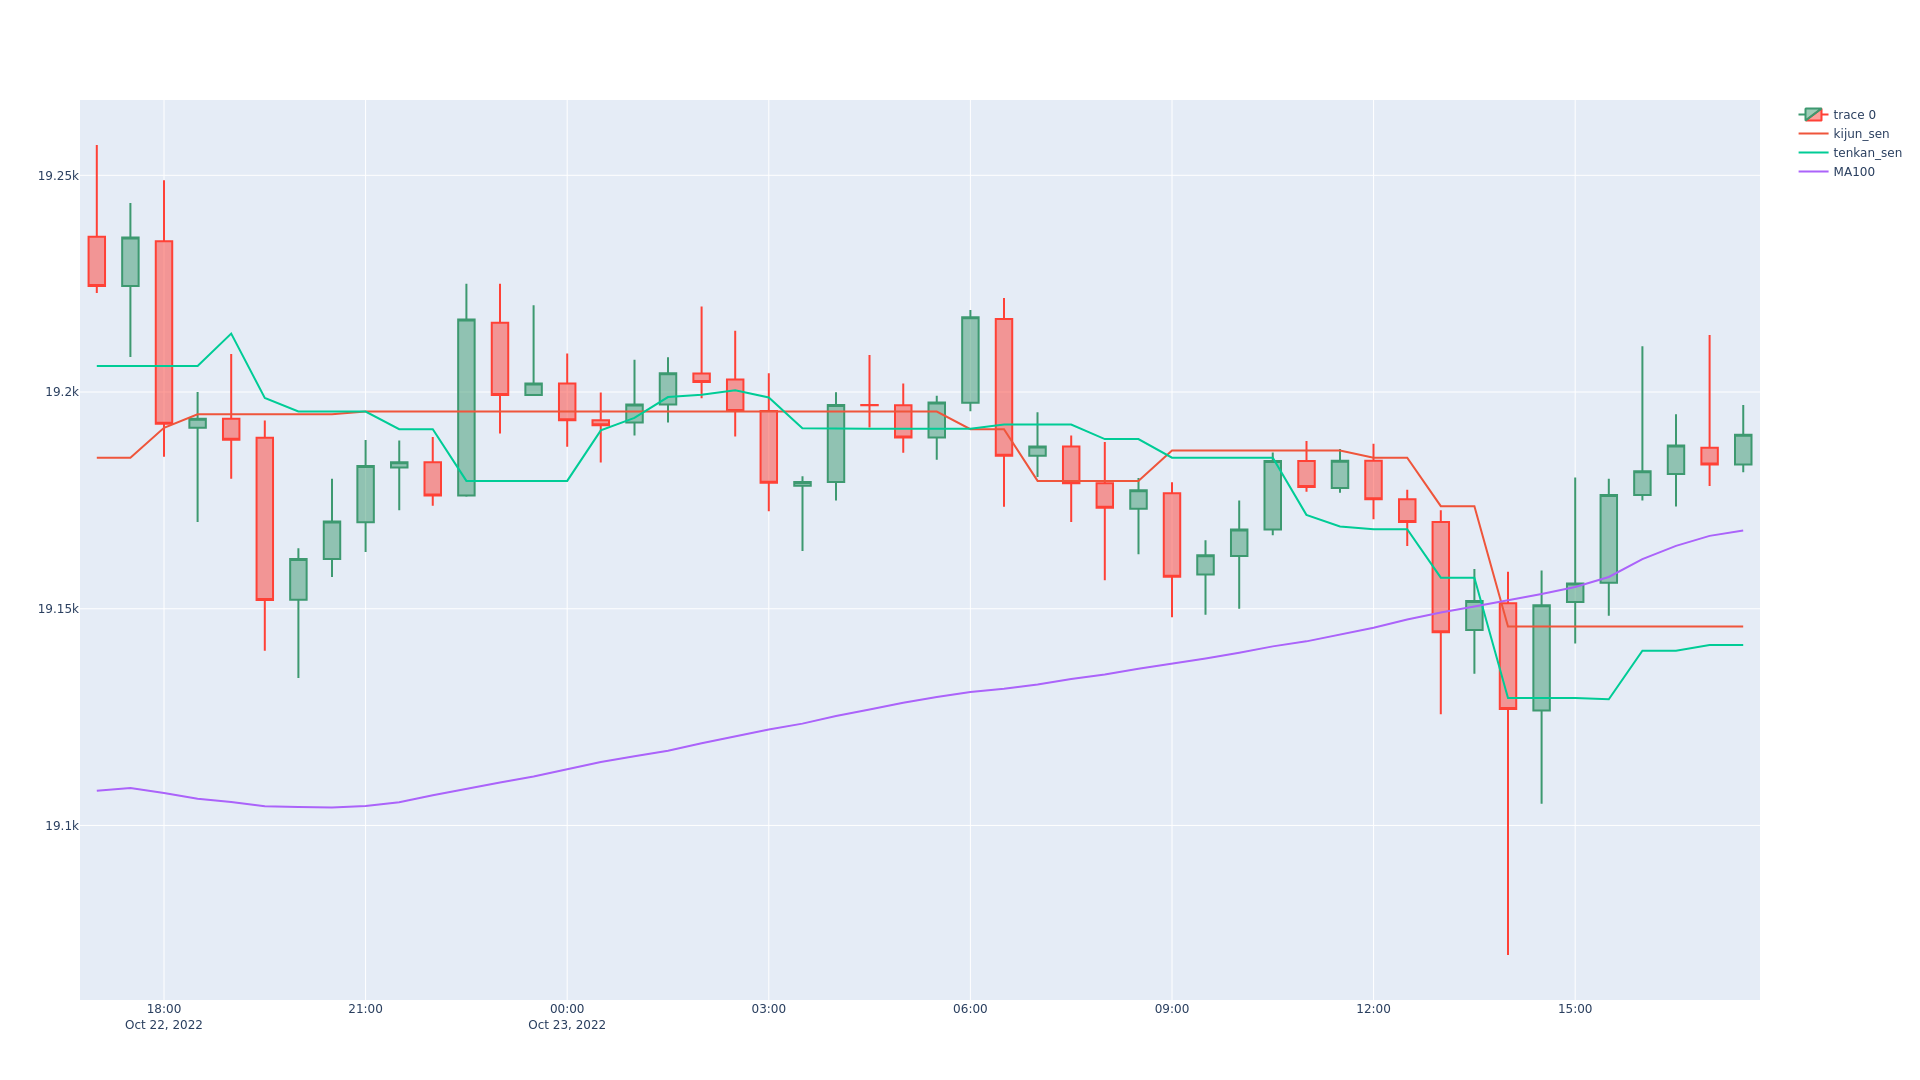 trace 0
kijun_sen
tenkan_sen
MA100
19.25k
19.2k
19.15k
19.1k
18:00 21:00 00:00 03:00 06:00 09:00 12:00 15:00
Oct 22, 2022 Oct 23, 2022